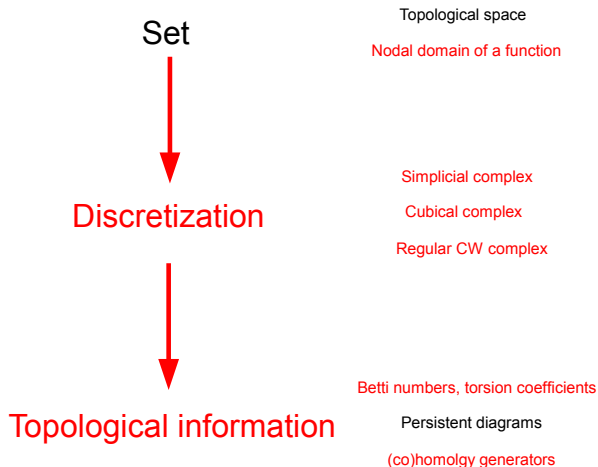 Set
Topological space
Nodal domain of a function
Discretization
Simplicial complex
Cubical complex
Regular CW complex
Topological information
Betti numbers, torsion coefficients
Persistent diagrams
(co)homolgy generators